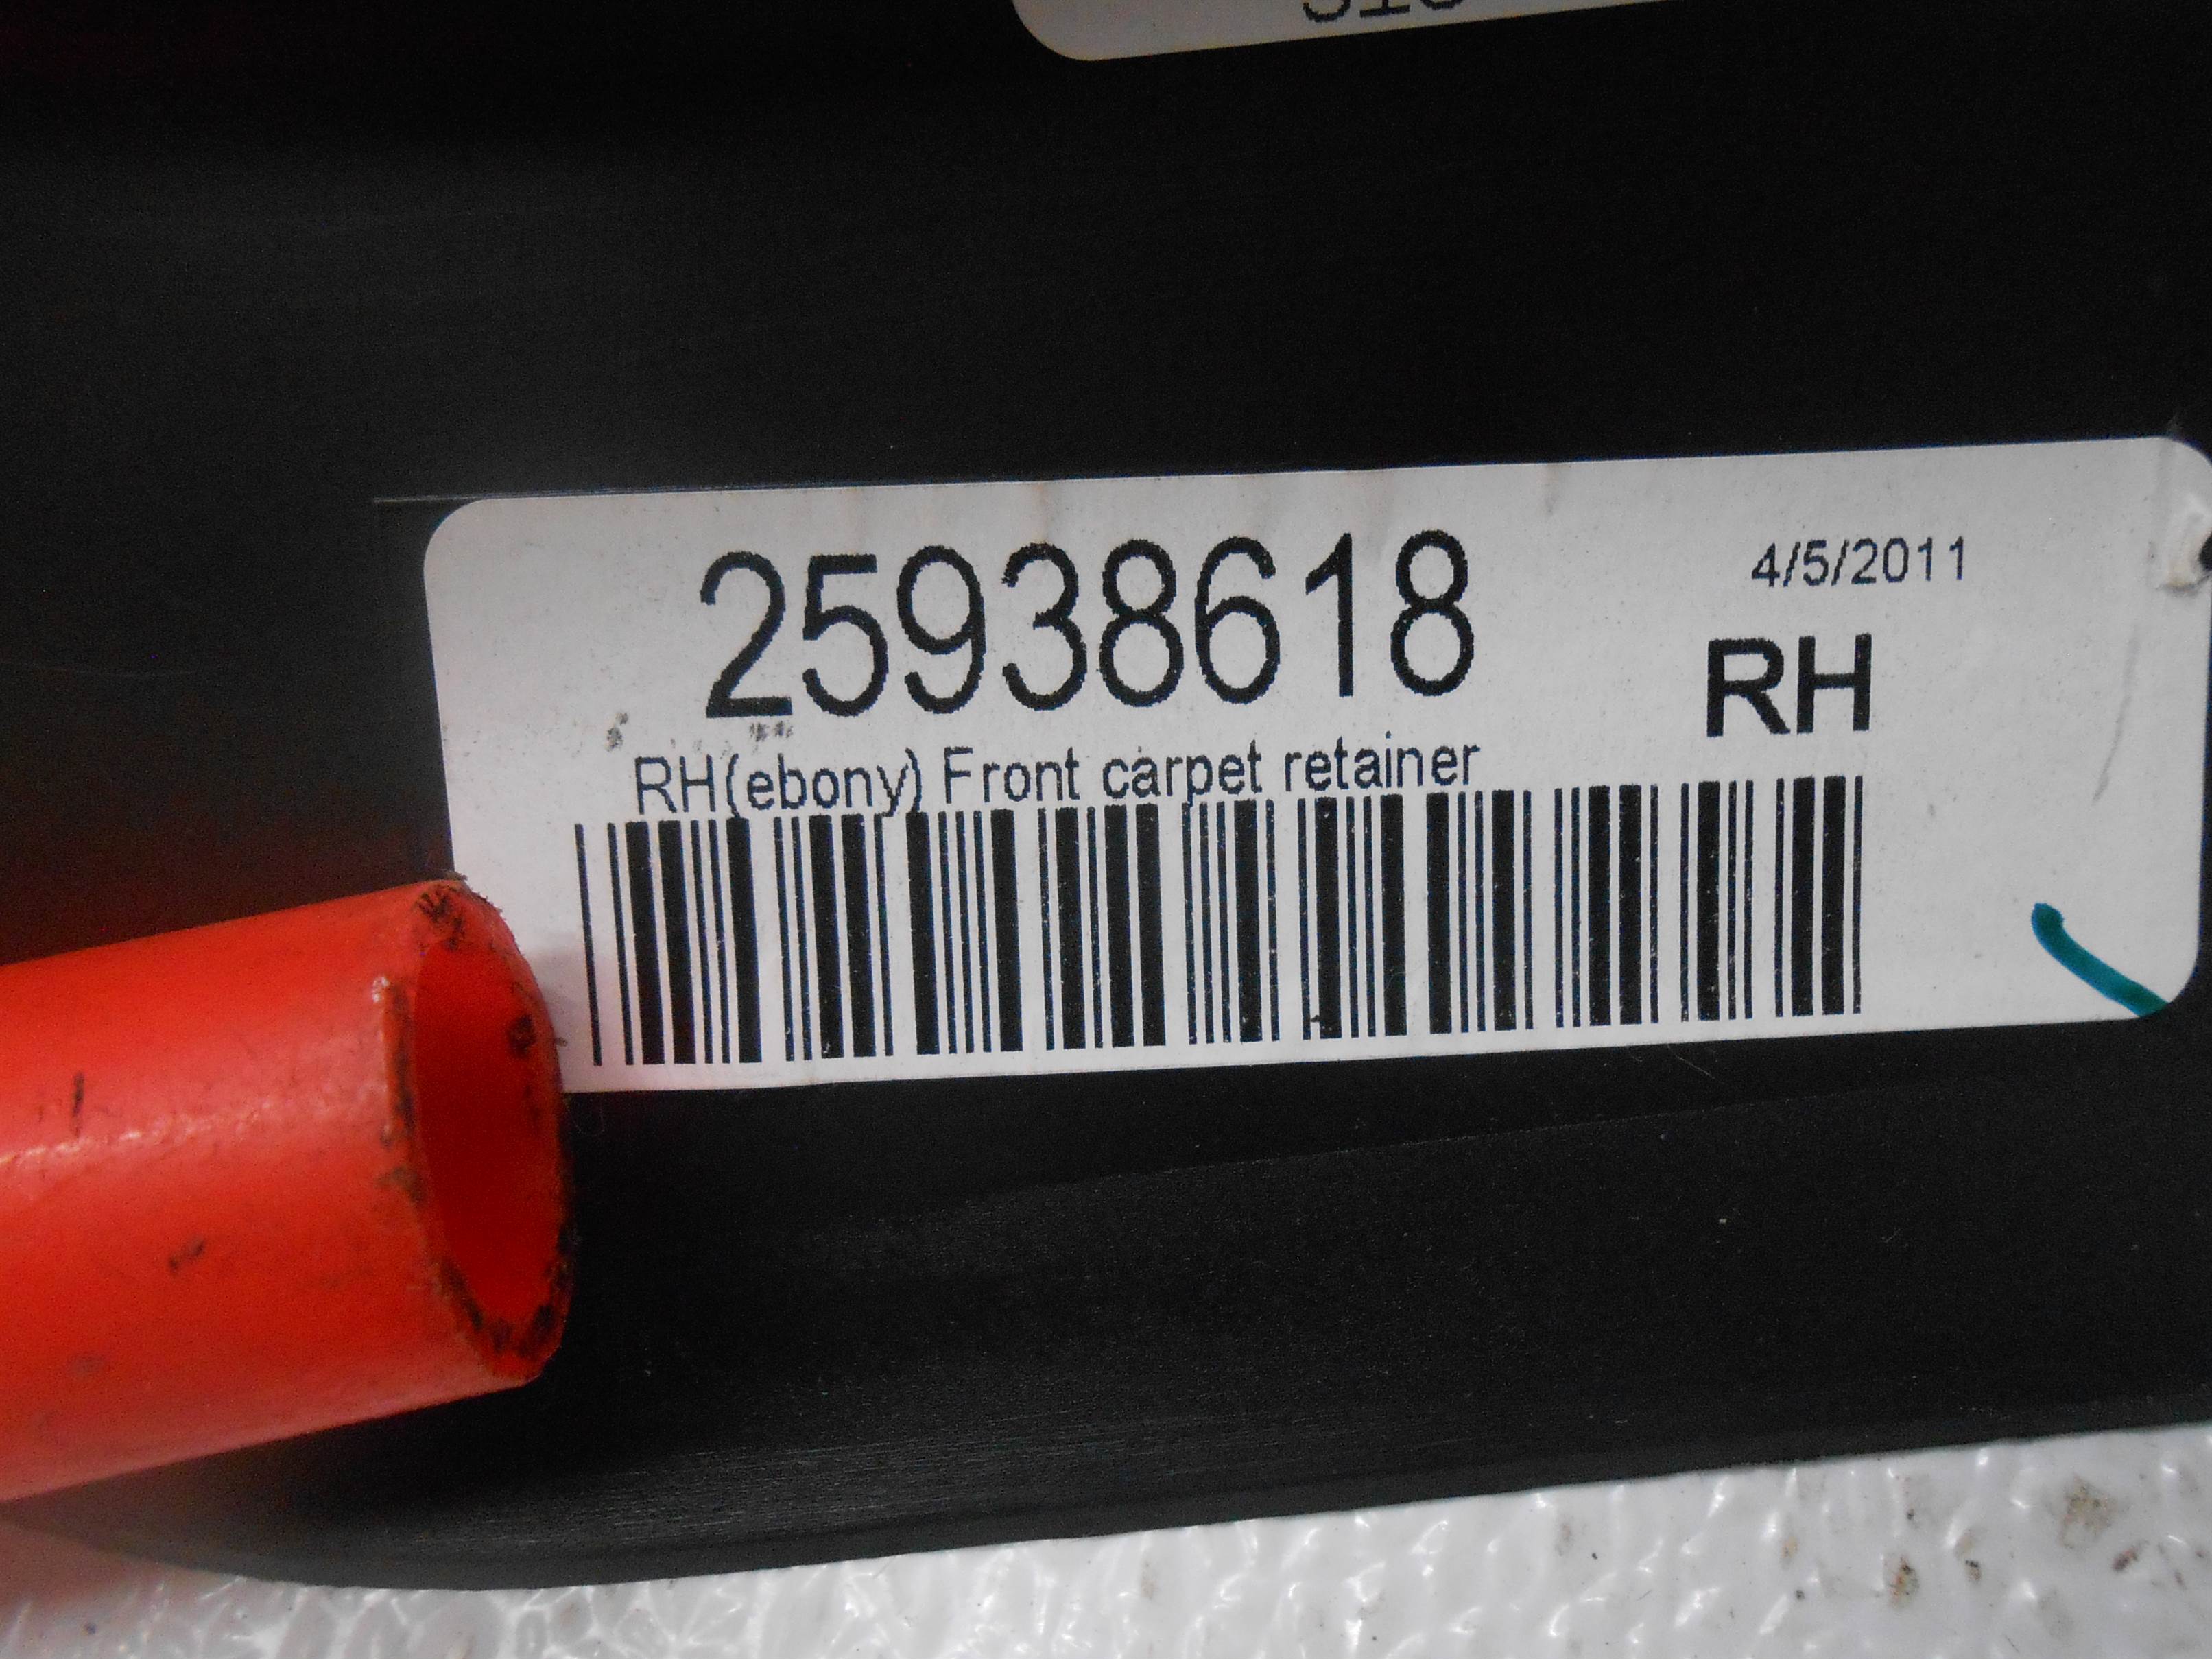 25938618
4/5/2011
RH
RH(ebony) Front carpet retainer